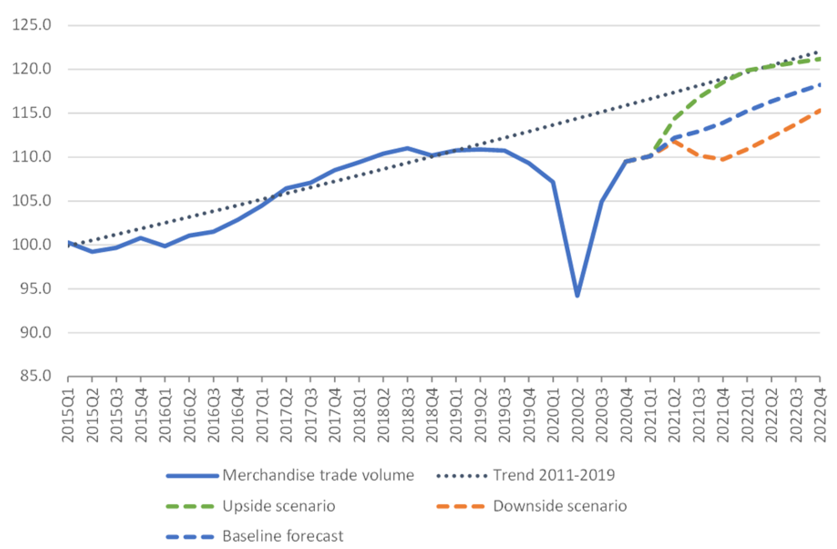 125.0
120.0
115.0
110.0
105.0
100.0
95.0
90.0
85.0
2015Q1
2015Q2
2015Q3
2015Q4
2016Q1
2016Q2
2016Q3
2016Q4
2017Q1
2017Q2
2017Q3
2017Q4
2018Q1
2018Q2
2018Q3
2018Q4
2019Q1
2019Q2
2019Q3
2019Q4
2020Q1
2020Q2
2020Q3
2020Q4
2021Q1
2021Q2
2021Q3
2021Q4
2022Q1
2022Q2
2022Q3
2022Q4
Merchandise trade volume
Trend 2011-2019
Upside scenario
Downside scenario
Baseline forecast